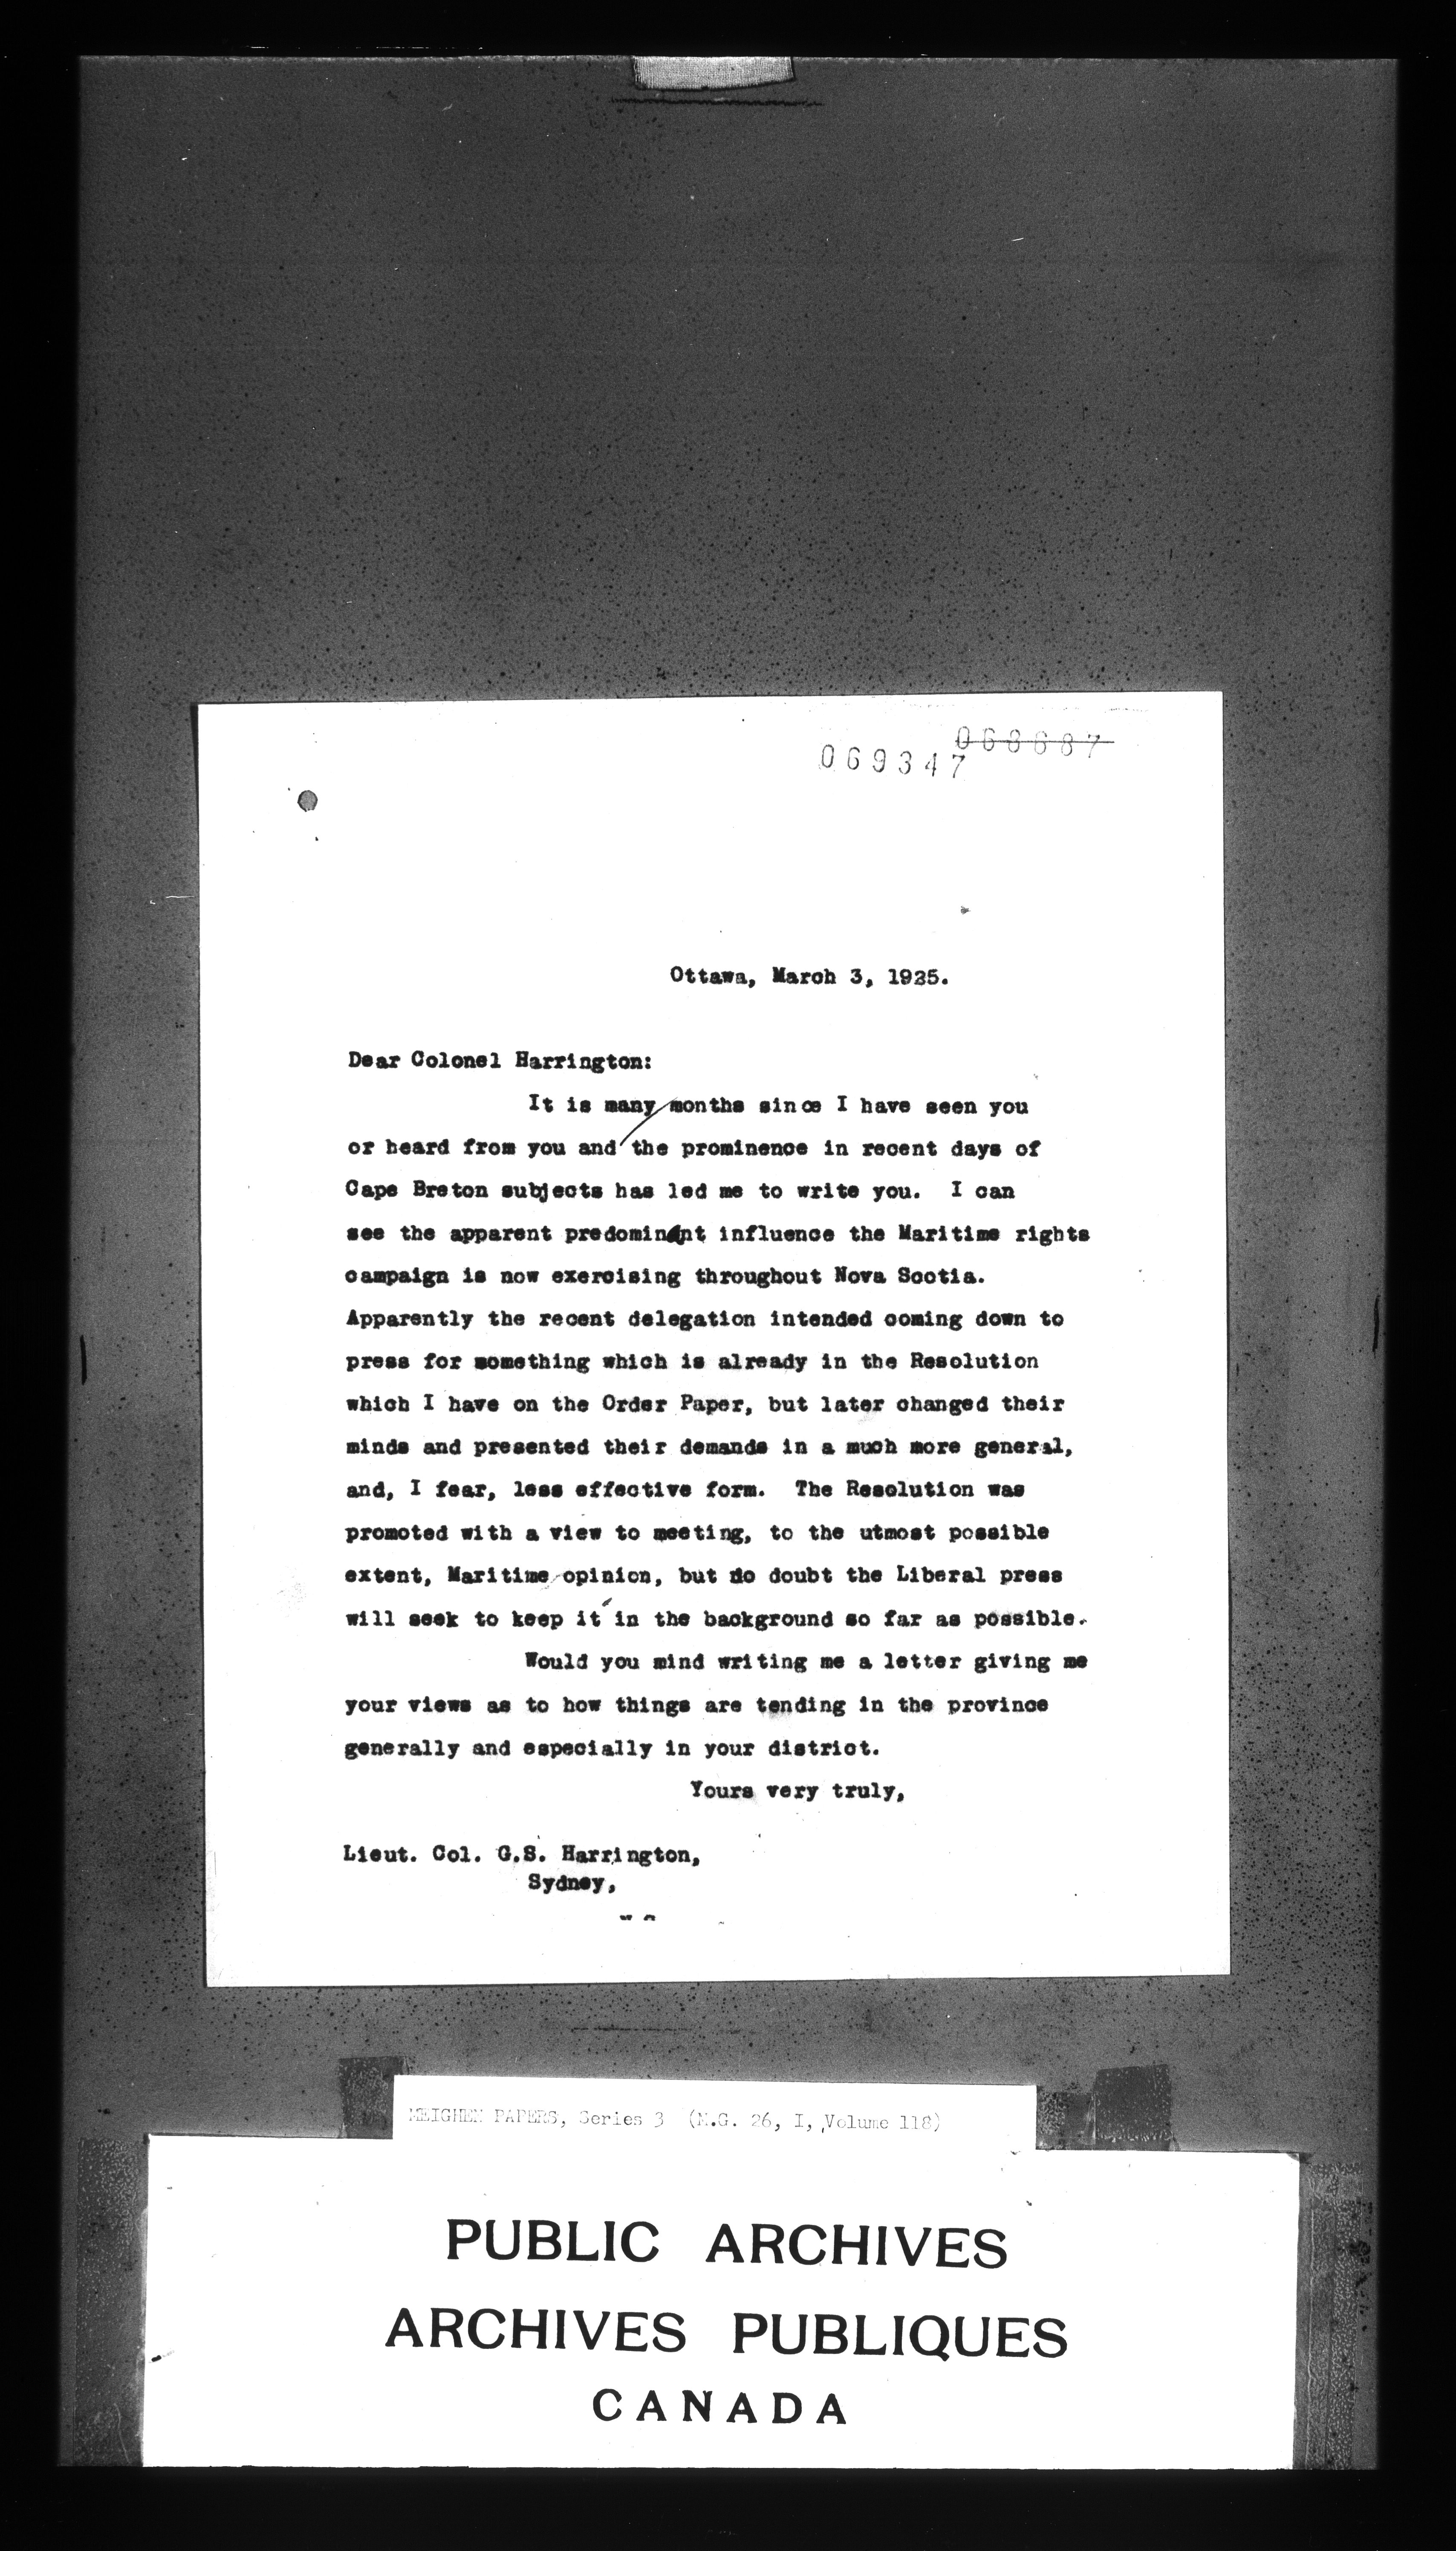 068687
069347
Ottawa, March 3, 1925.
Dear Colonel Harrington:
It is many months since I have seen you
or heard from you and the prominence in recent days of
Cape Breton subjects has led me to write you. I can
see the apparent predominant influence the Maritime rights
campaign is now exercising throughout Nova Scotia.
Apparently the recent delegation intended coming down to
press for something which is already in the Resolution
which I have on the Order Paper, but later changed their
minds and presented their demands in a much more general,
and, I fear, less effective form. The Resolution was
promoted with a view to meeting, to the utmost possible
extent, Maritime opinion, but no doubt the Liberal press
will seek to keep it in the background so far as possible.
Would you mind writing me a letter giving me
your views as to how things are tending in the province
generally and especially in your district.
Yours very truly,
Lieut. Col. G.S. Harrington,
Sydney,
MEIGHEN PAPERS, Series 3 (M.G. 26, I, Volume 118)
PUBLIC ARCHIVES
ARCHIVES PUBLIQUES
CANADA